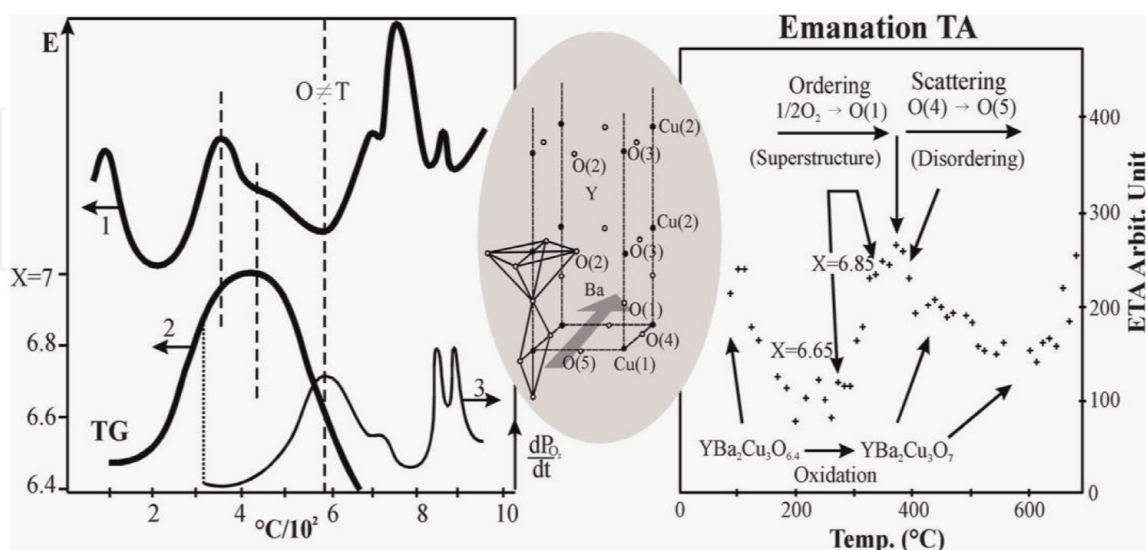 E
O≠T
1
X=7
2
6.8
6.6
TG
6.4
3
dP_O₂
dt
2
4
6
8
10
°C/10²
Cu(2)
O(2)
O(3)
Y
Cu(2)
O(3)
O(2)
Ba
O(1)
O(4)
O(5)
Cu(1)
Emanation TA
Ordering
1/2O₂ → O(1)
(Superstructure)
Scattering
O(4) → O(5)
(Disordering)
X=6.85
X=6.65
YBa₂Cu₃O₆.₄
YBa₂Cu₃O₇
Oxidation
400
300
200
100
0
ETA Arbit. Unit
0
200
400
600
Temp. (°C)